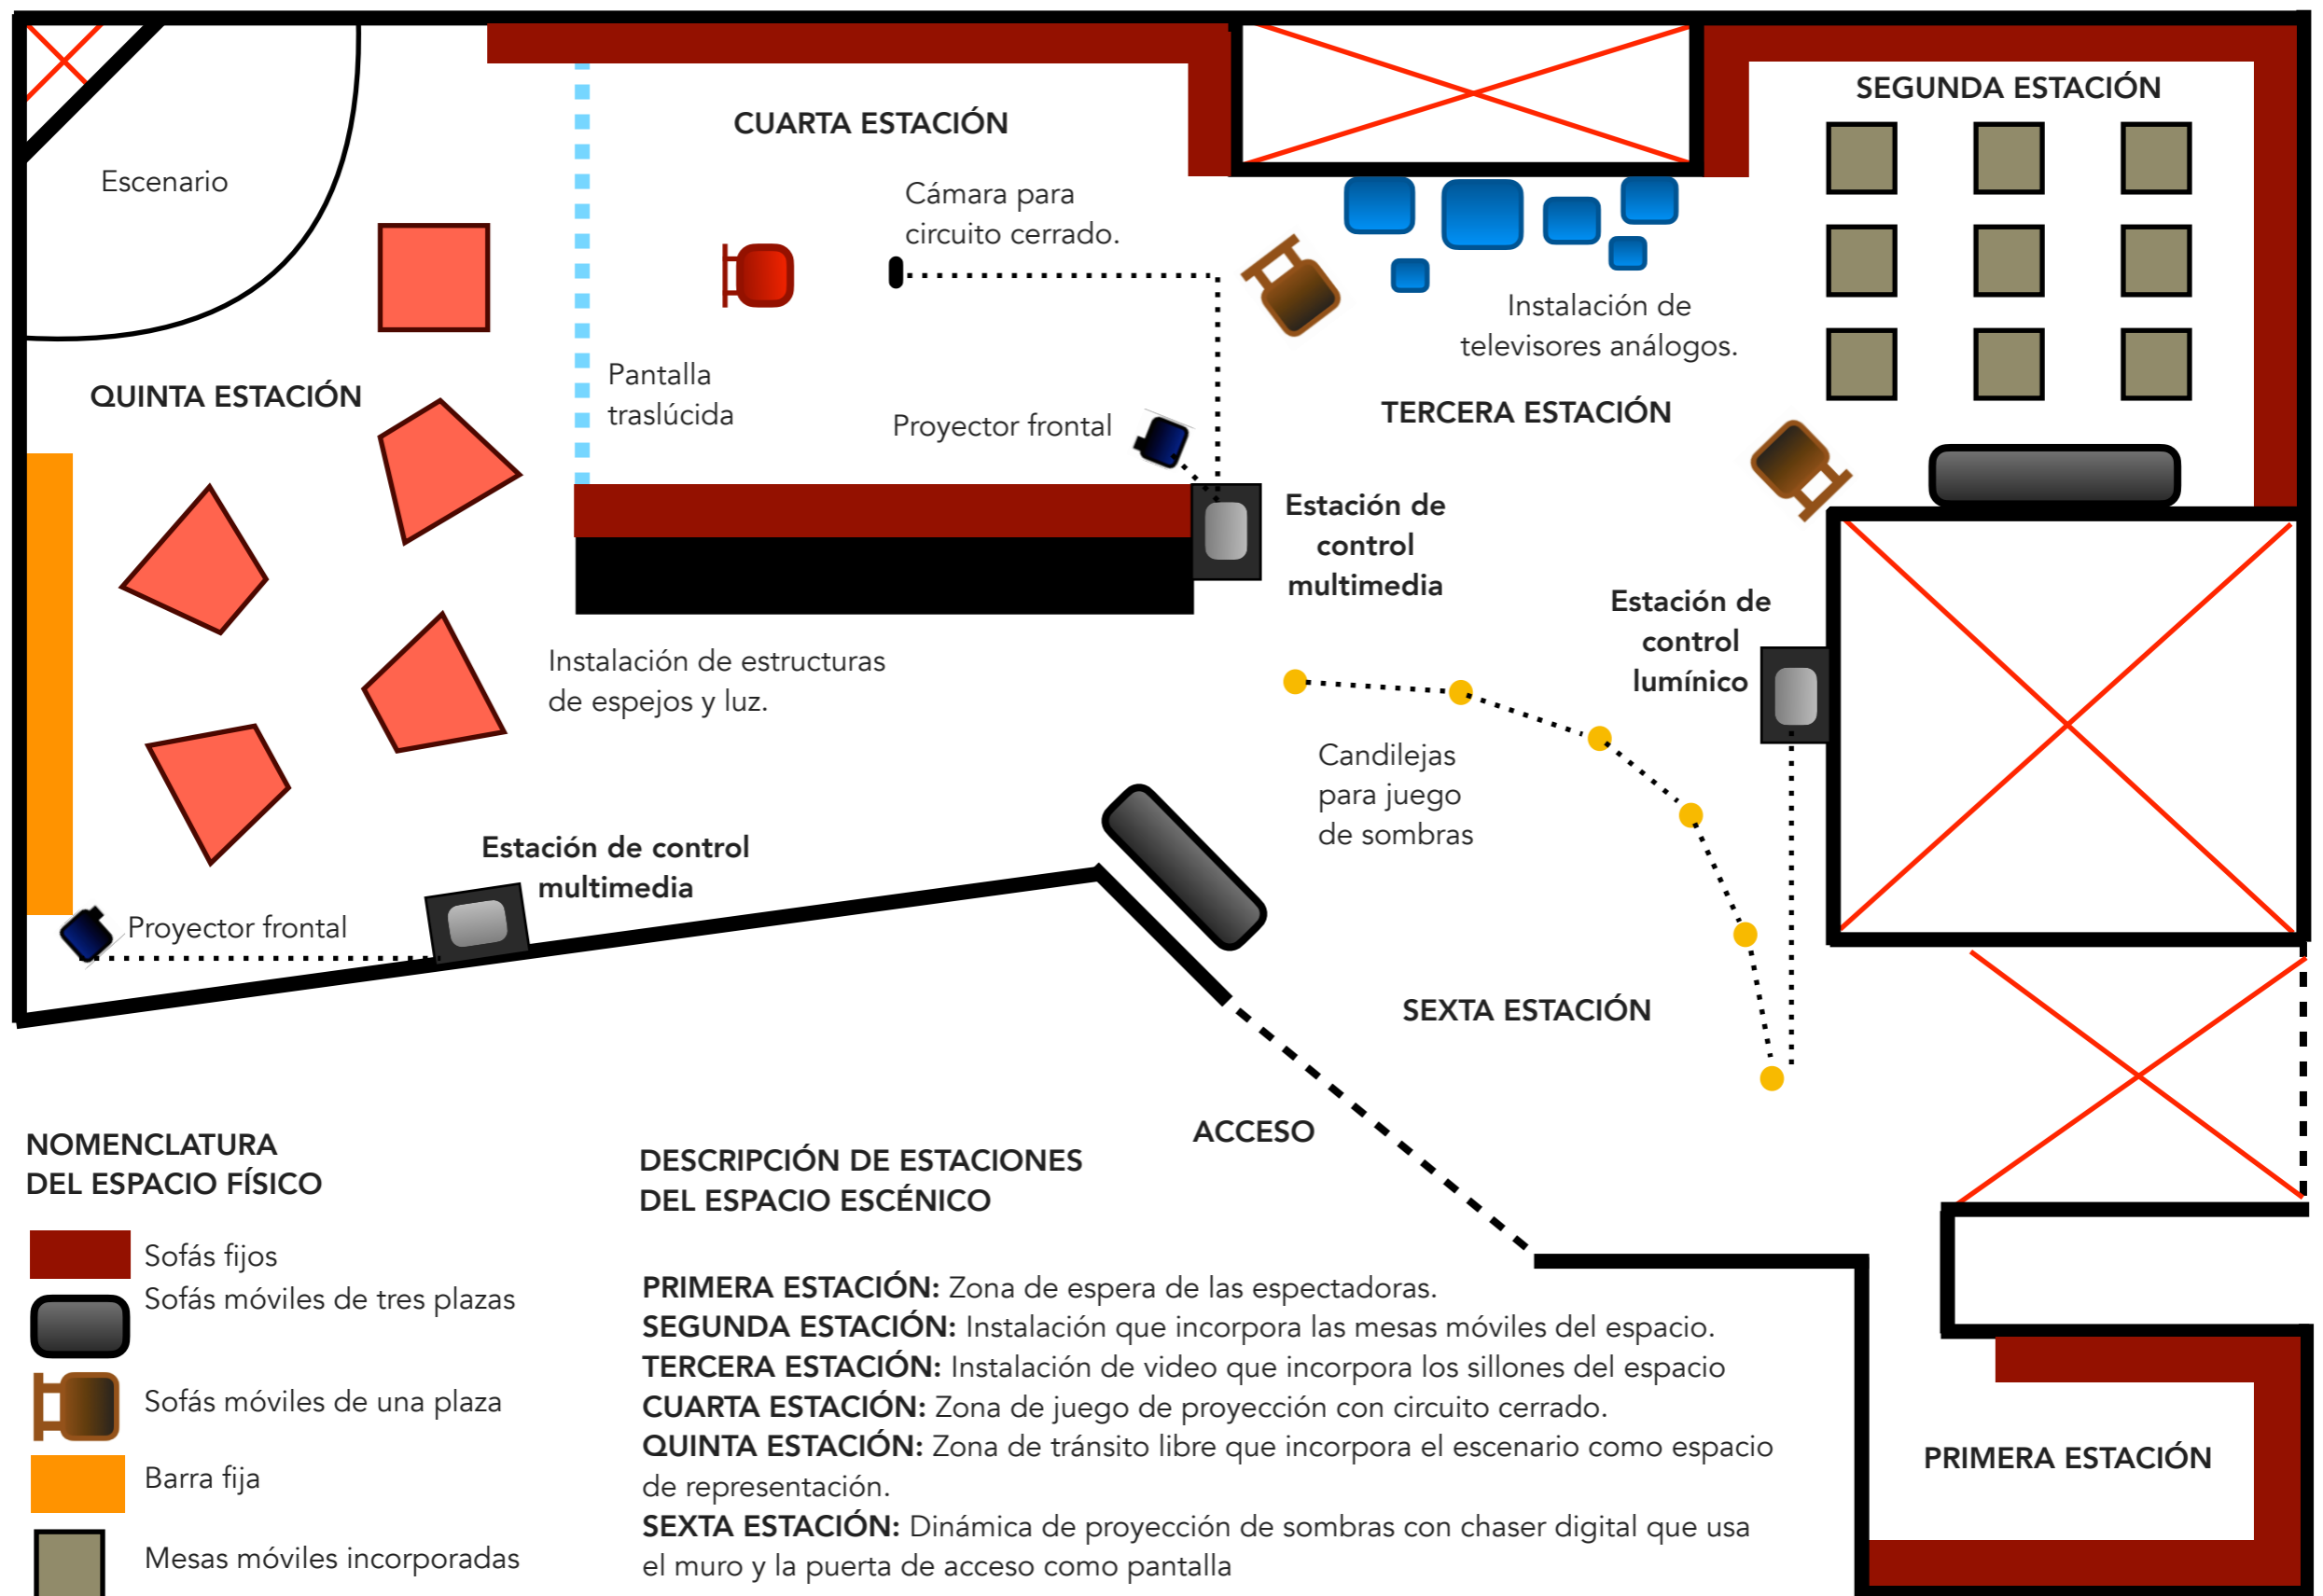 SEGUNDA ESTACIÓN
CUARTA ESTACIÓN
Escenario
Cámara para
circuito cerrado.
Instalación de
televisores análogos.
Pantalla
traslúcida
QUINTA ESTACIÓN
Proyector frontal
TERCERA ESTACIÓN
Estación de
control
multimedia
Estación de
control
lumínico
Instalación de estructuras
de espejos y luz.
Candilejas
para juego
de sombras
Estación de control
multimedia
Proyector frontal
SEXTA ESTACIÓN
ACCESO
NOMENCLATURA
DEL ESPACIO FÍSICO
Sofás fijos
Sofás móviles de tres plazas
Sofás móviles de una plaza
Barra fija
Mesas móviles incorporadas
DESCRIPCIÓN DE ESTACIONES
DEL ESPACIO ESCÉNICO
PRIMERA ESTACIÓN: Zona de espera de las espectadoras.
SEGUNDA ESTACIÓN: Instalación que incorpora las mesas móviles del espacio.
TERCERA ESTACIÓN: Instalación de video que incorpora los sillones del espacio
CUARTA ESTACIÓN: Zona de juego de proyección con circuito cerrado.
QUINTA ESTACIÓN: Zona de tránsito libre que incorpora el escenario como espacio
de representación.
SEXTA ESTACIÓN: Dinámica de proyección de sombras con chaser digital que usa
el muro y la puerta de acceso como pantalla
PRIMERA ESTACIÓN